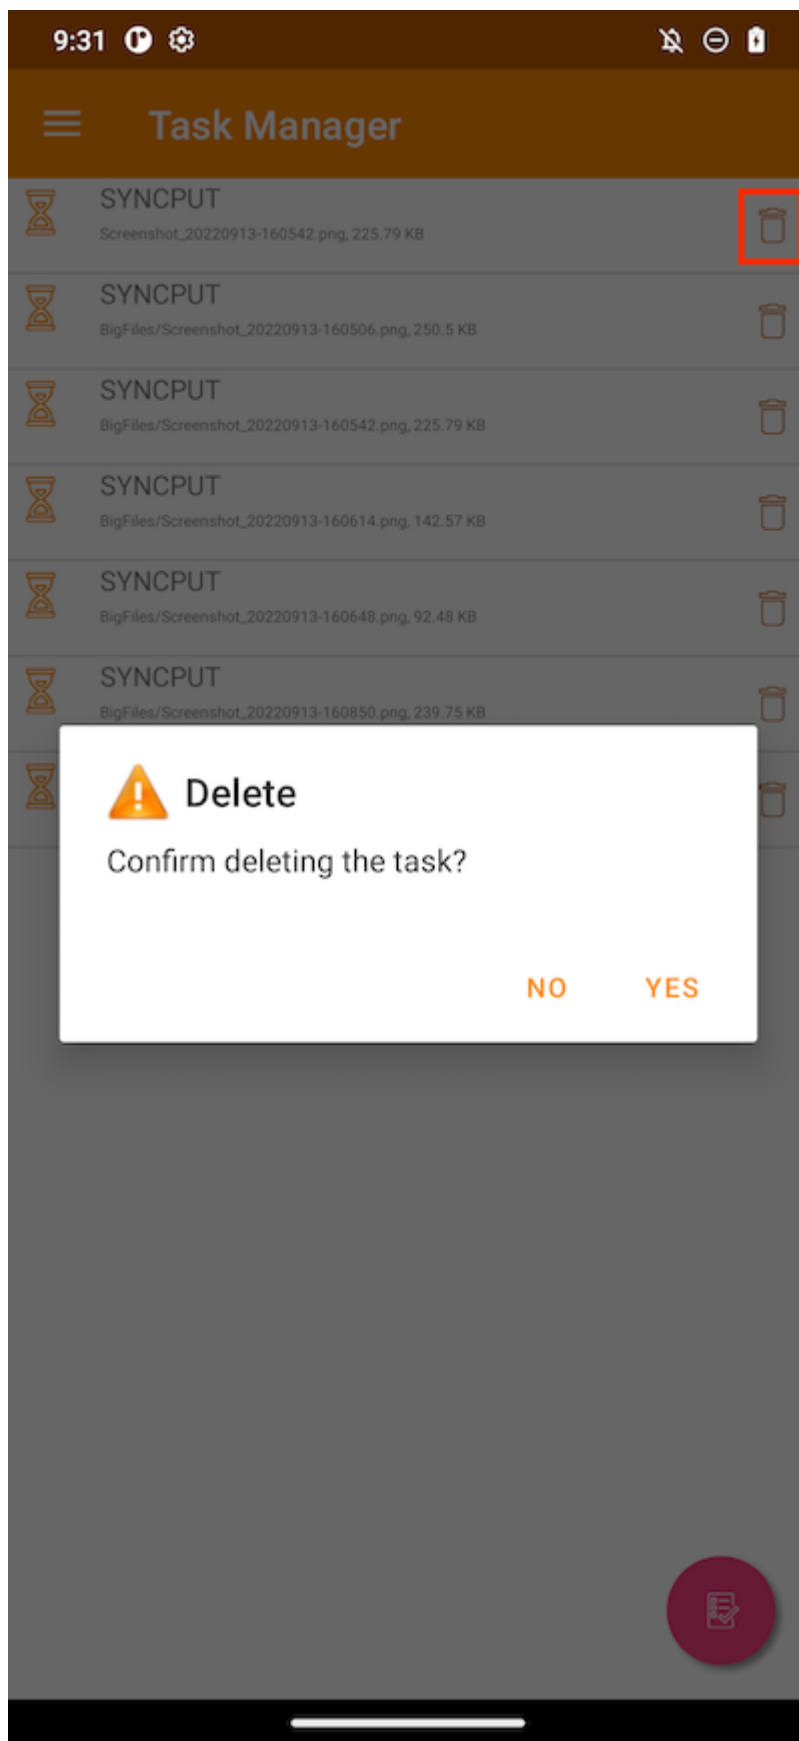 9:31
Task Manager
SYNCPUT
Screenshot_20220913-160542.png, 225.79 KB
SYNCPUT
BigFiles/Screenshot_20220913-160506.png, 250.5 KB
SYNCPUT
BigFiles/Screenshot_20220913-160542.png, 225.79 KB
SYNCPUT
BigFiles/Screenshot_20220913-160614.png, 142.57 KB
SYNCPUT
BigFiles/Screenshot_20220913-160648.png, 92.48 KB
SYNCPUT
BigFiles/Screenshot_20220913-160850.png, 239.75 KB
Delete
Confirm deleting the task?
NO YES